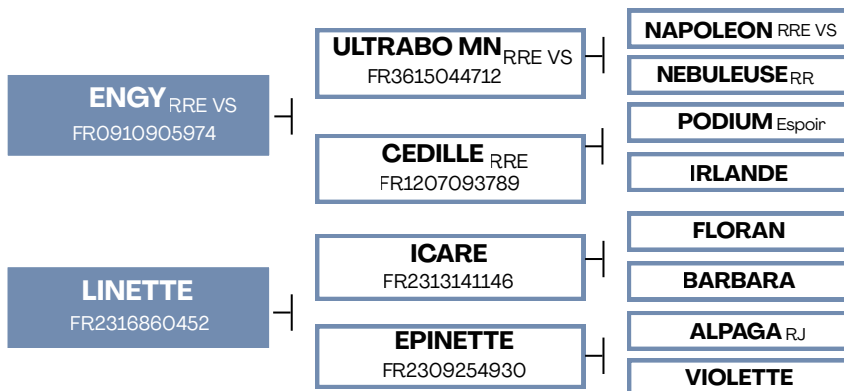 ENGY RRE VS
FR0910905974
LINETTE
FR2316860452
ULTRABO MN RRE VS
FR3615044712
CEDILLE RRE
FR1207093789
ICARE
FR2313141146
EPINETTE
FR2309254930
NAPOLEON RRE VS
NEBULEUSE RR
PODIUM Espoir
IRLANDE
FLORAN
BARBARA
ALPAGA RJ
VIOLETTE